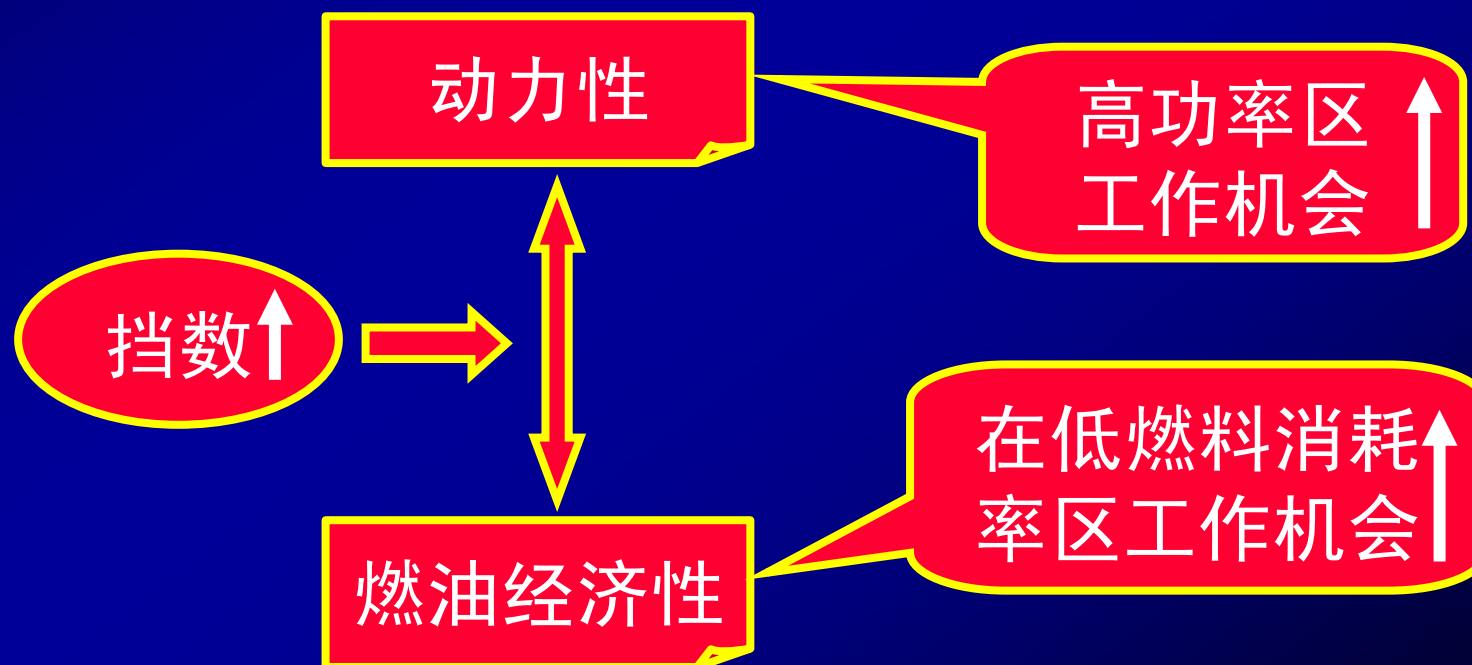 动力性
高功率区
工作机会
挡数
在低燃料消耗
率区工作机会
燃油经济性